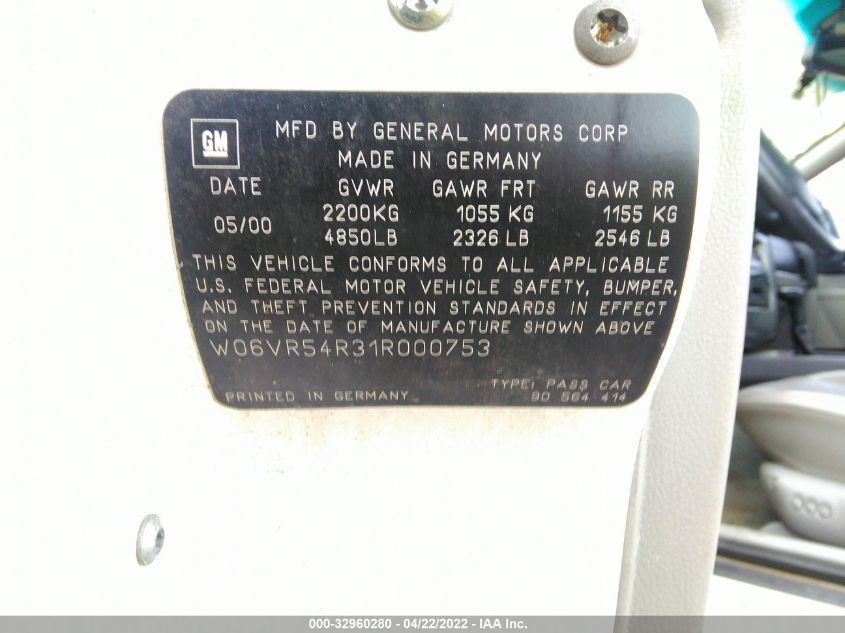 GM
MFD BY GENERAL MOTORS CORP
MADE IN GERMANY
DATE GVWR GAWR FRT GAWR RR
05/00 2200KG 1055 KG 1155 KG
4850LB 2326 LB 2546 LB
THIS VEHICLE CONFORMS TO ALL APPLICABLE
U.S. FEDERAL MOTOR VEHICLE SAFETY, BUMPER,
AND THEFT PREVENTION STANDARDS IN EFFECT
ON THE DATE OF MANUFACTURE SHOWN ABOVE
W06VR54R31R000753
TYPE: PASS CAR
PRINTED IN GERMANY 90 564 414
000-32960280 - 04/22/2022 - IAA Inc.